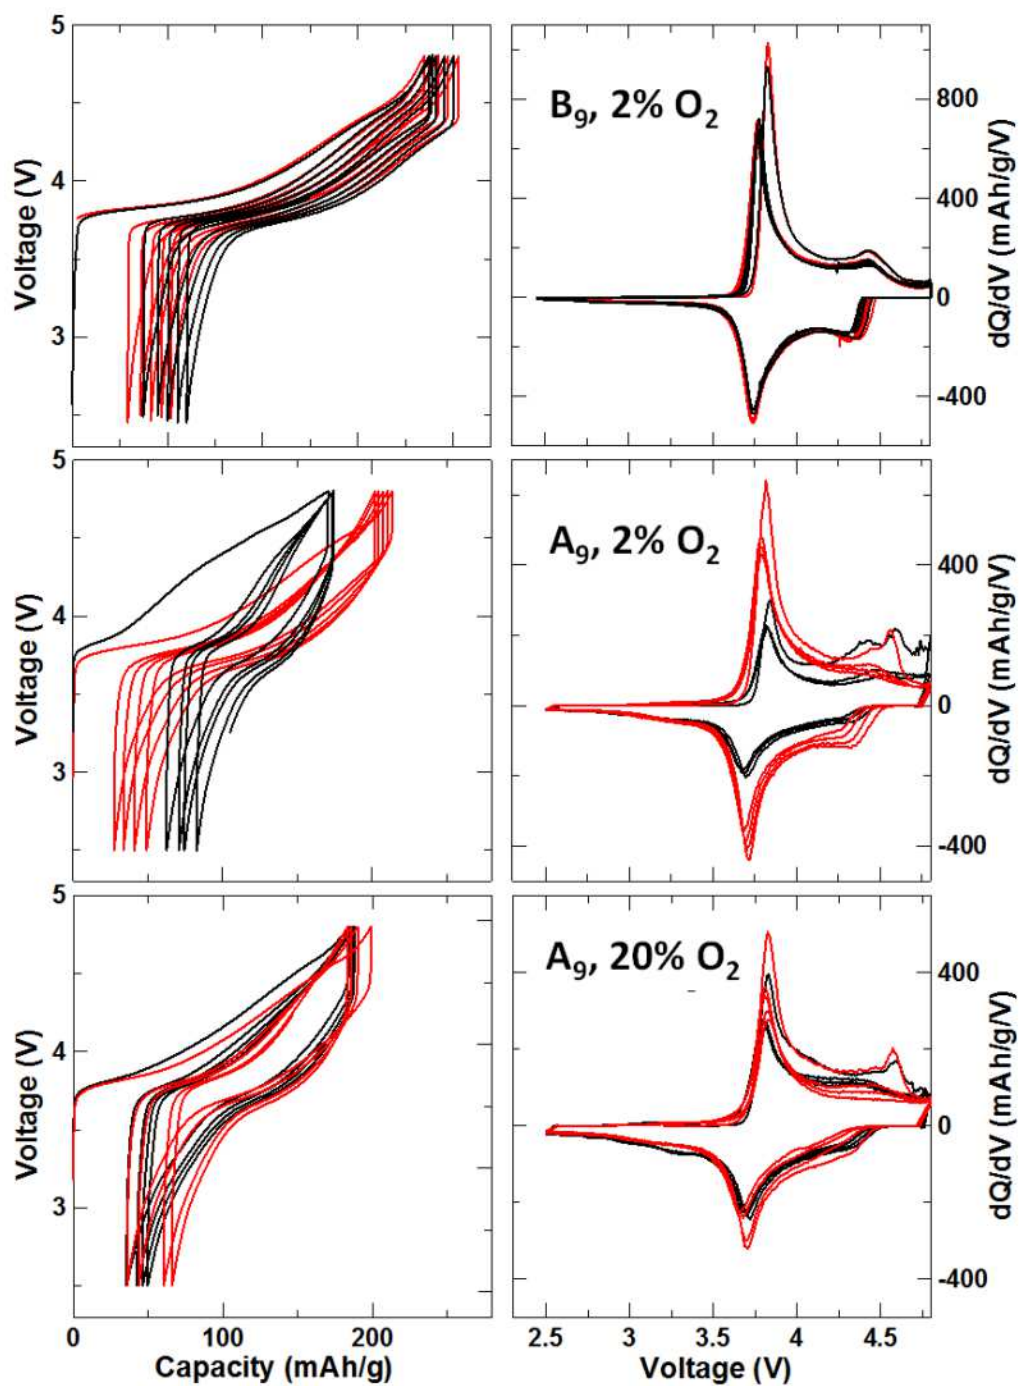 5
4
3
Voltage (V)
B₉, 2% O₂
800
400
0
-400
dQ/dV (mAh/g/V)
5
4
3
Voltage (V)
A₉, 2% O₂
400
0
-400
dQ/dV (mAh/g/V)
5
4
3
Voltage (V)
A₉, 20% O₂
400
0
-400
dQ/dV (mAh/g/V)
0 100 200
2.5 3 3.5 4 4.5
Capacity (mAh/g)
Voltage (V)